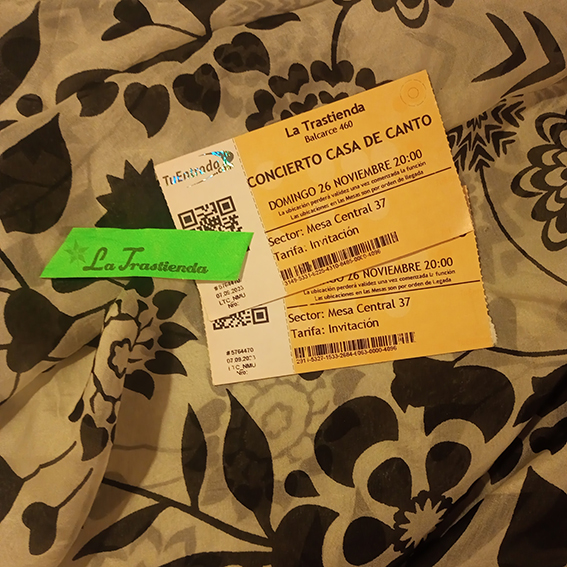 La Trastienda
Balcarce 460
CONCIERTO CASA DE CANTO
DOMINGO 26 NOVIEMBRE 20:00
La ubicación perderá validez una vez comenzada la función
Las ubicaciones en las Mesas son por orden de llegada
Sector: Mesa Central 37
Tarifa: Invitación
TuEntrada
La Trastienda
26 NOVIEMBRE 20:00
La ubicación perderá validez una vez comenzada la función
Las ubicaciones en las Mesas son por orden de llegada
Sector: Mesa Central 37
Tarifa: Invitación
# 5764470
LTC_NMU